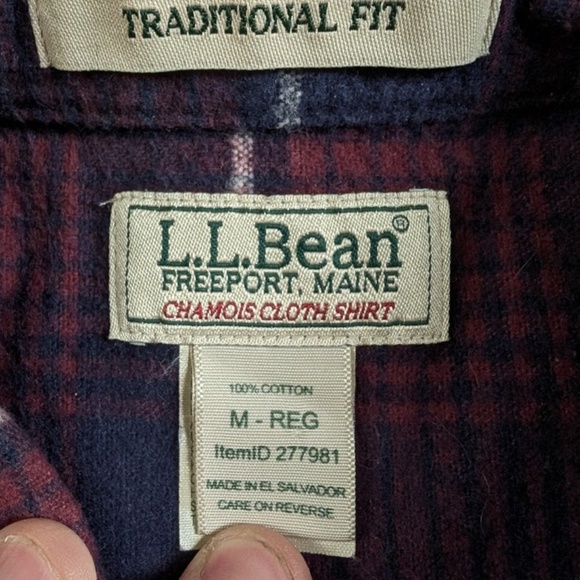 TRADITIONAL FIT
L.L.Bean®
FREEPORT, MAINE
CHAMOIS CLOTH SHIRT
100% COTTON
M - REG
ItemID 277981
MADE IN EL SALVADOR
CARE ON REVERSE